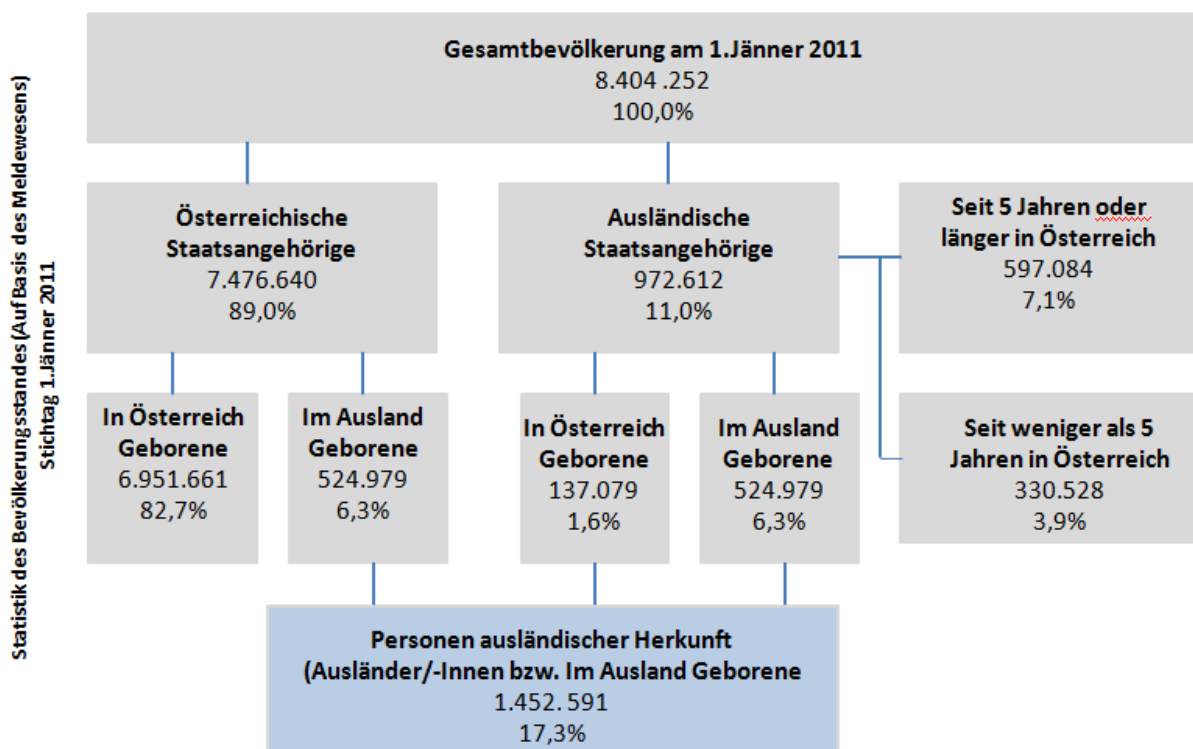 Statistik des Bevölkerungsstandes (Auf Basis des Meldewesens)
Stichtag 1.Jänner 2011
Gesamtbevölkerung am 1.Jänner 2011
8.404 .252
100,0%
Österreichische
Staatsangehörige
7.476.640
89,0%
Ausländische
Staatsangehörige
972.612
11,0%
Seit 5 Jahren oder
länger in Österreich
597.084
7,1%
In Österreich
Geborene
6.951.661
82,7%
Im Ausland
Geborene
524.979
6,3%
In Österreich
Geborene
137.079
1,6%
Im Ausland
Geborene
524.979
6,3%
Seit weniger als 5
Jahren in Österreich
330.528
3,9%
Personen ausländischer Herkunft
(Ausländer/-Innen bzw. Im Ausland Geborene
1.452. 591
17,3%